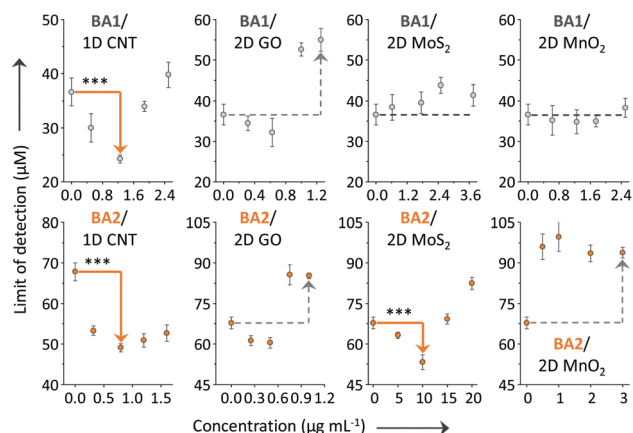 BA1/
1D CNT
BA1/
2D GO
BA1/
2D MoS2
BA1/
2D MnO2
50
40
30
20
***
0.0 0.8 1.6 2.4
60
50
40
30
20
0.0 0.4 0.8 1.2
60
50
40
30
20
0.0 1.2 2.4 3.6
60
50
40
30
20
0.0 0.8 1.6 2.4
Limit of detection (μM)
BA2/
1D CNT
BA2/
2D GO
BA2/
2D MoS2
80
70
60
50
40
***
0.0 0.5 1.0 1.5
105
90
75
60
45
0.0 0.3 0.6 0.9 1.2
105
90
75
60
45
***
0 5 10 15 20
105
90
75
60
45
BA2/
2D MnO2
0 1 2 3
Concentration (μg mL-1)